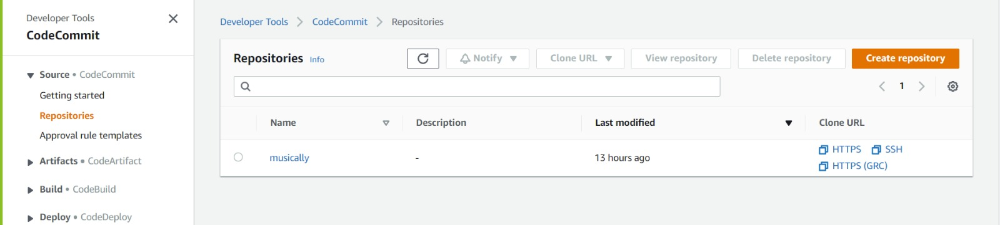 Developer Tools
CodeCommit
Source • CodeCommit
Getting started
Repositories
Approval rule templates
Artifacts • CodeArtifact
Build • CodeBuild
Deploy • CodeDeploy
Developer Tools > CodeCommit > Repositories
Repositories Info Notify Clone URL View repository Delete repository Create repository
1
Name Description Last modified Clone URL
musically - 13 hours ago HTTPS SSH
HTTPS (GRC)